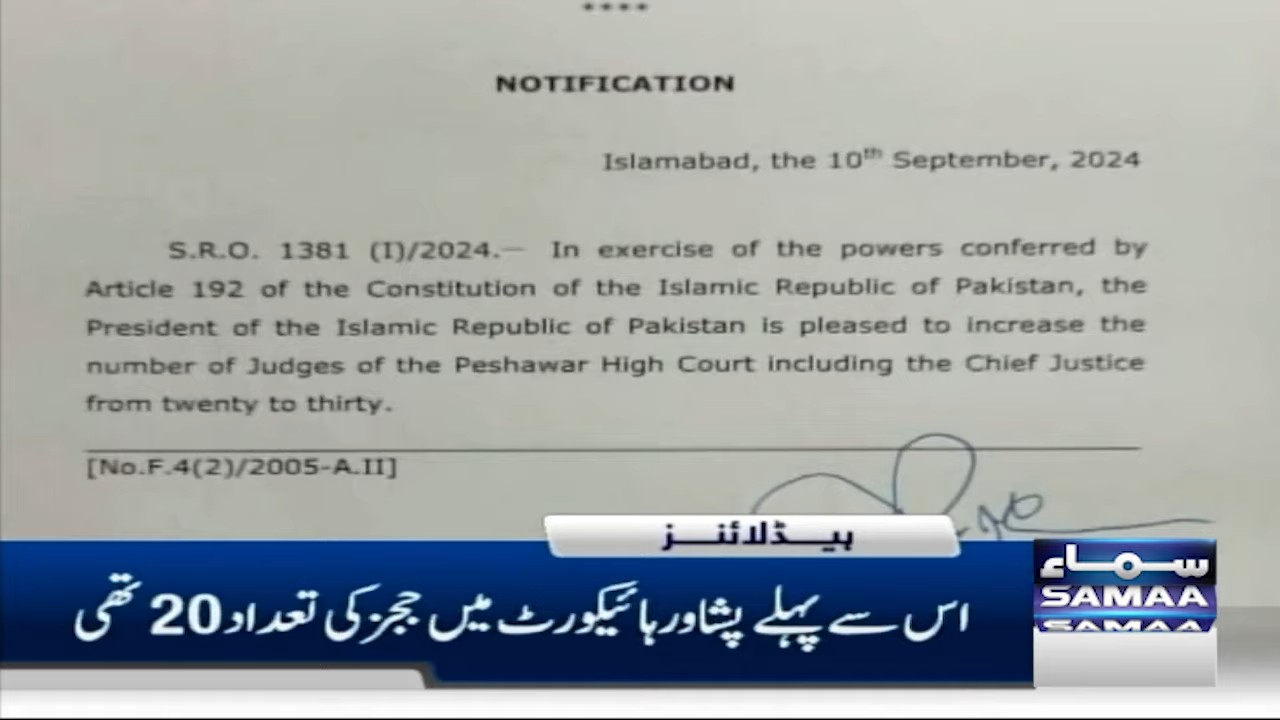 ****
NOTIFICATION
Islamabad, the 10th September, 2024
S.R.O. 1381 (I)/2024.— In exercise of the powers conferred by
Article 192 of the Constitution of the Islamic Republic of Pakistan, the
President of the Islamic Republic of Pakistan is pleased to increase the
number of Judges of the Peshawar High Court including the Chief Justice
from twenty to thirty.
[No.F.4(2)/2005-A.II]
ہیڈلائنز
اس سے پہلے پشاور ہائیکورٹ میں ججز کی تعداد 20 تھی
سماء
SAMAA
SAMAA